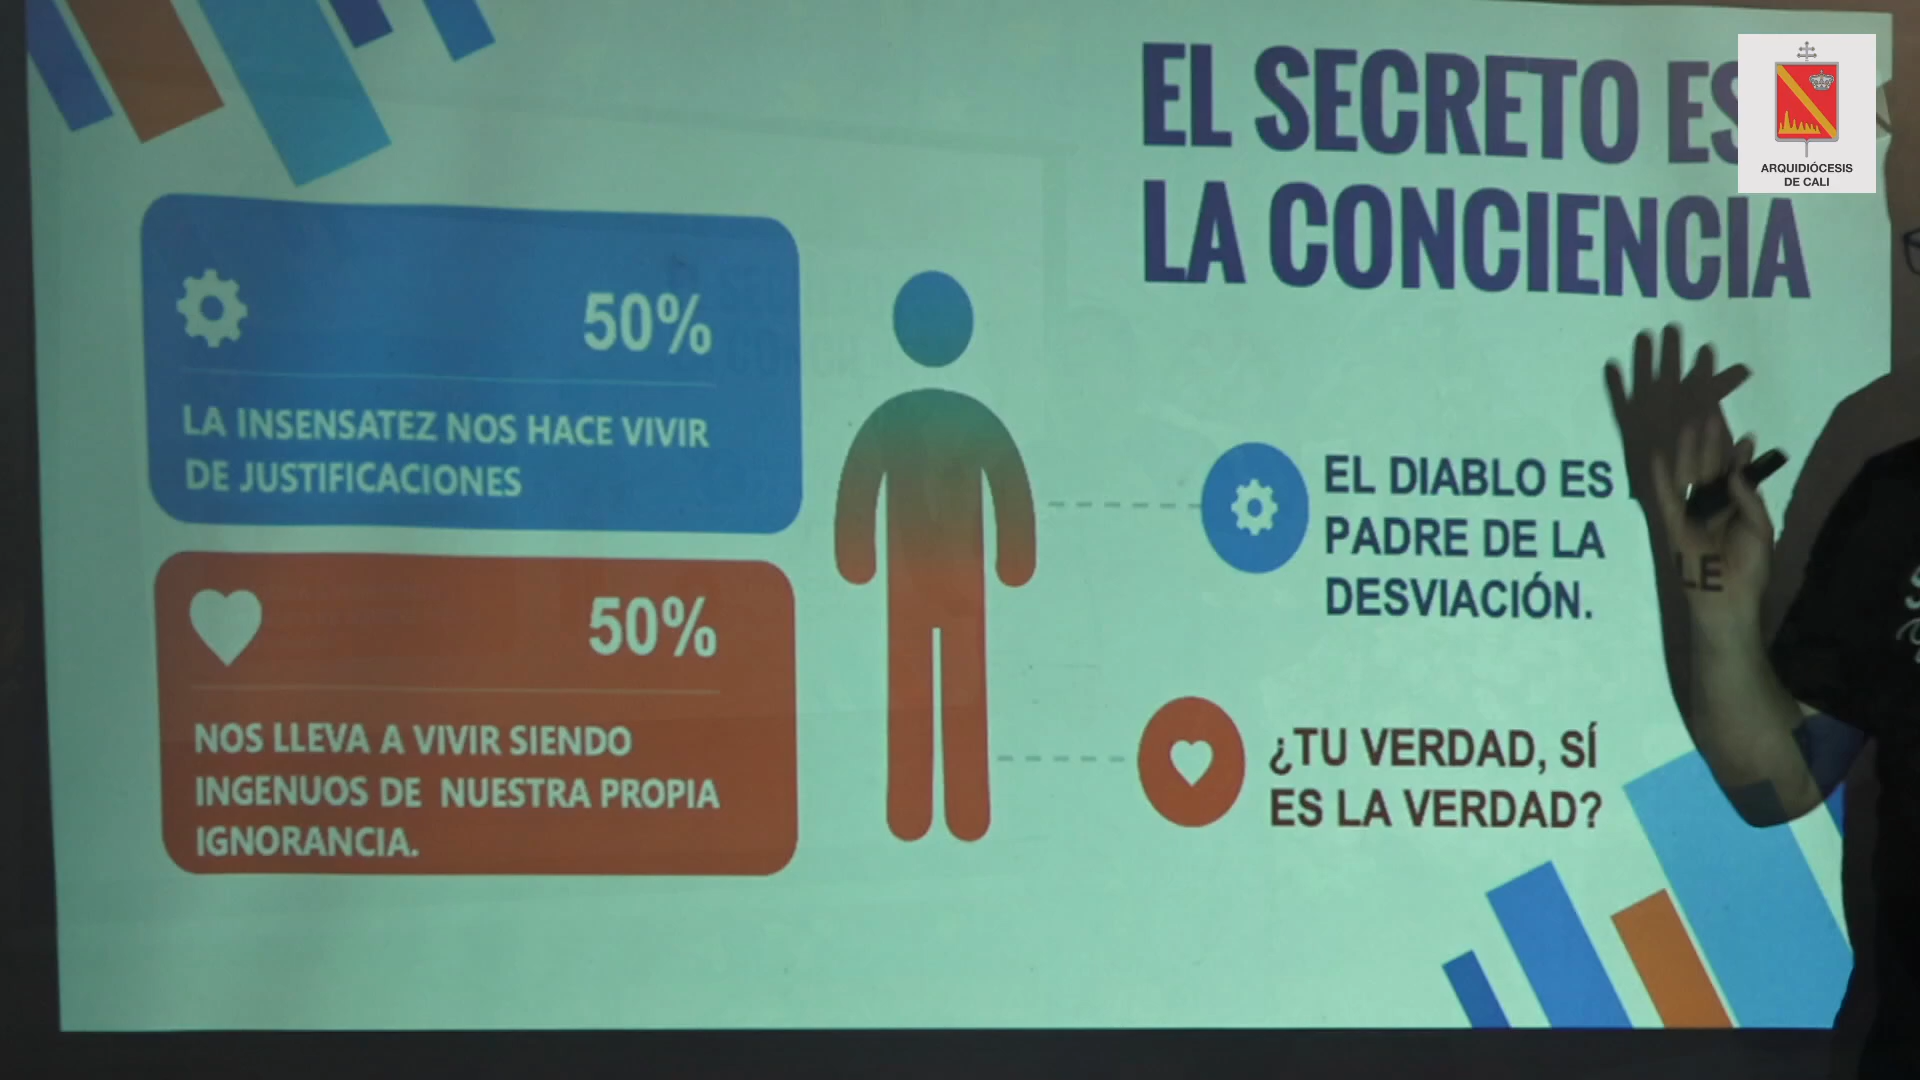 EL SECRETO ES
LA CONCIENCIA
ARQUIDIÓCESIS
DE CALI
50%
LA INSENSATEZ NOS HACE VIVIR
DE JUSTIFICACIONES
50%
NOS LLEVA A VIVIR SIENDO
INGENUOS DE NUESTRA PROPIA
IGNORANCIA.
EL DIABLO ES
PADRE DE LA
DESVIACIÓN.
¿TU VERDAD, SÍ
ES LA VERDAD?
LE